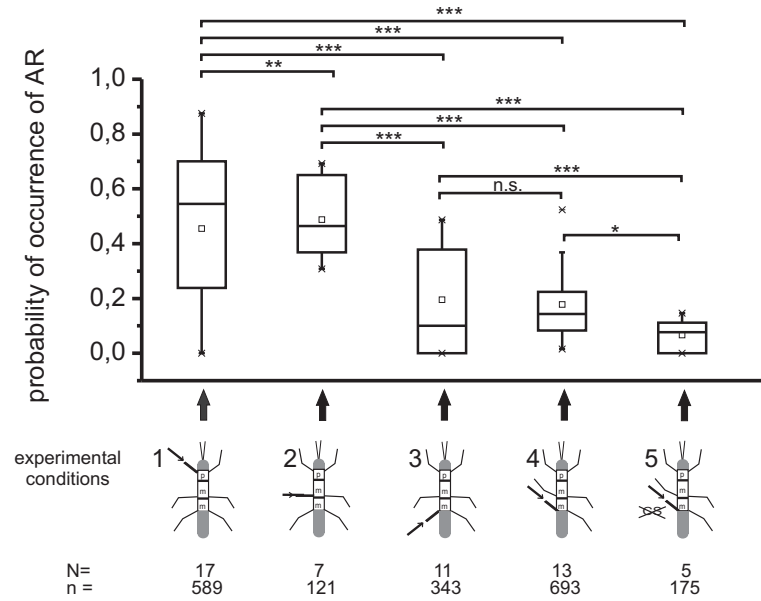 ***
***
***
**
***
***
***
***
n.s.
*
probability of occurrence of AR
1,0
0,8
0,6
0,4
0,2
0,0
experimental
conditions
1 2 3 4 5
p p p p p
m m m m m
m m m m m
CS
N= 17 7 11 13 5
n = 589 121 343 693 175